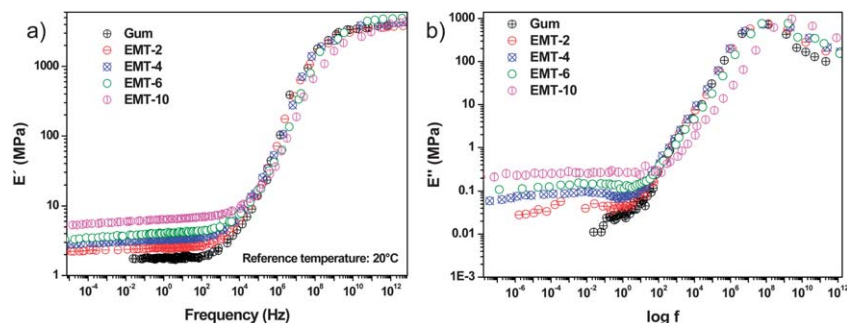 a)
Gum
EMT-2
EMT-4
EMT-6
EMT-10
E´ (MPa)
1000
100
10
1
Reference temperature: 20°C
10⁻⁴ 10⁻² 10⁰ 10² 10⁴ 10⁶ 10⁸ 10¹⁰ 10¹²
Frequency (Hz)
b)
Gum
EMT-2
EMT-4
EMT-6
EMT-10
E" (MPa)
1000
100
10
1
0.1
0.01
1E-3
10⁻⁶ 10⁻⁴ 10⁻² 10⁰ 10² 10⁴ 10⁶ 10⁸ 10¹⁰ 10¹²
log f